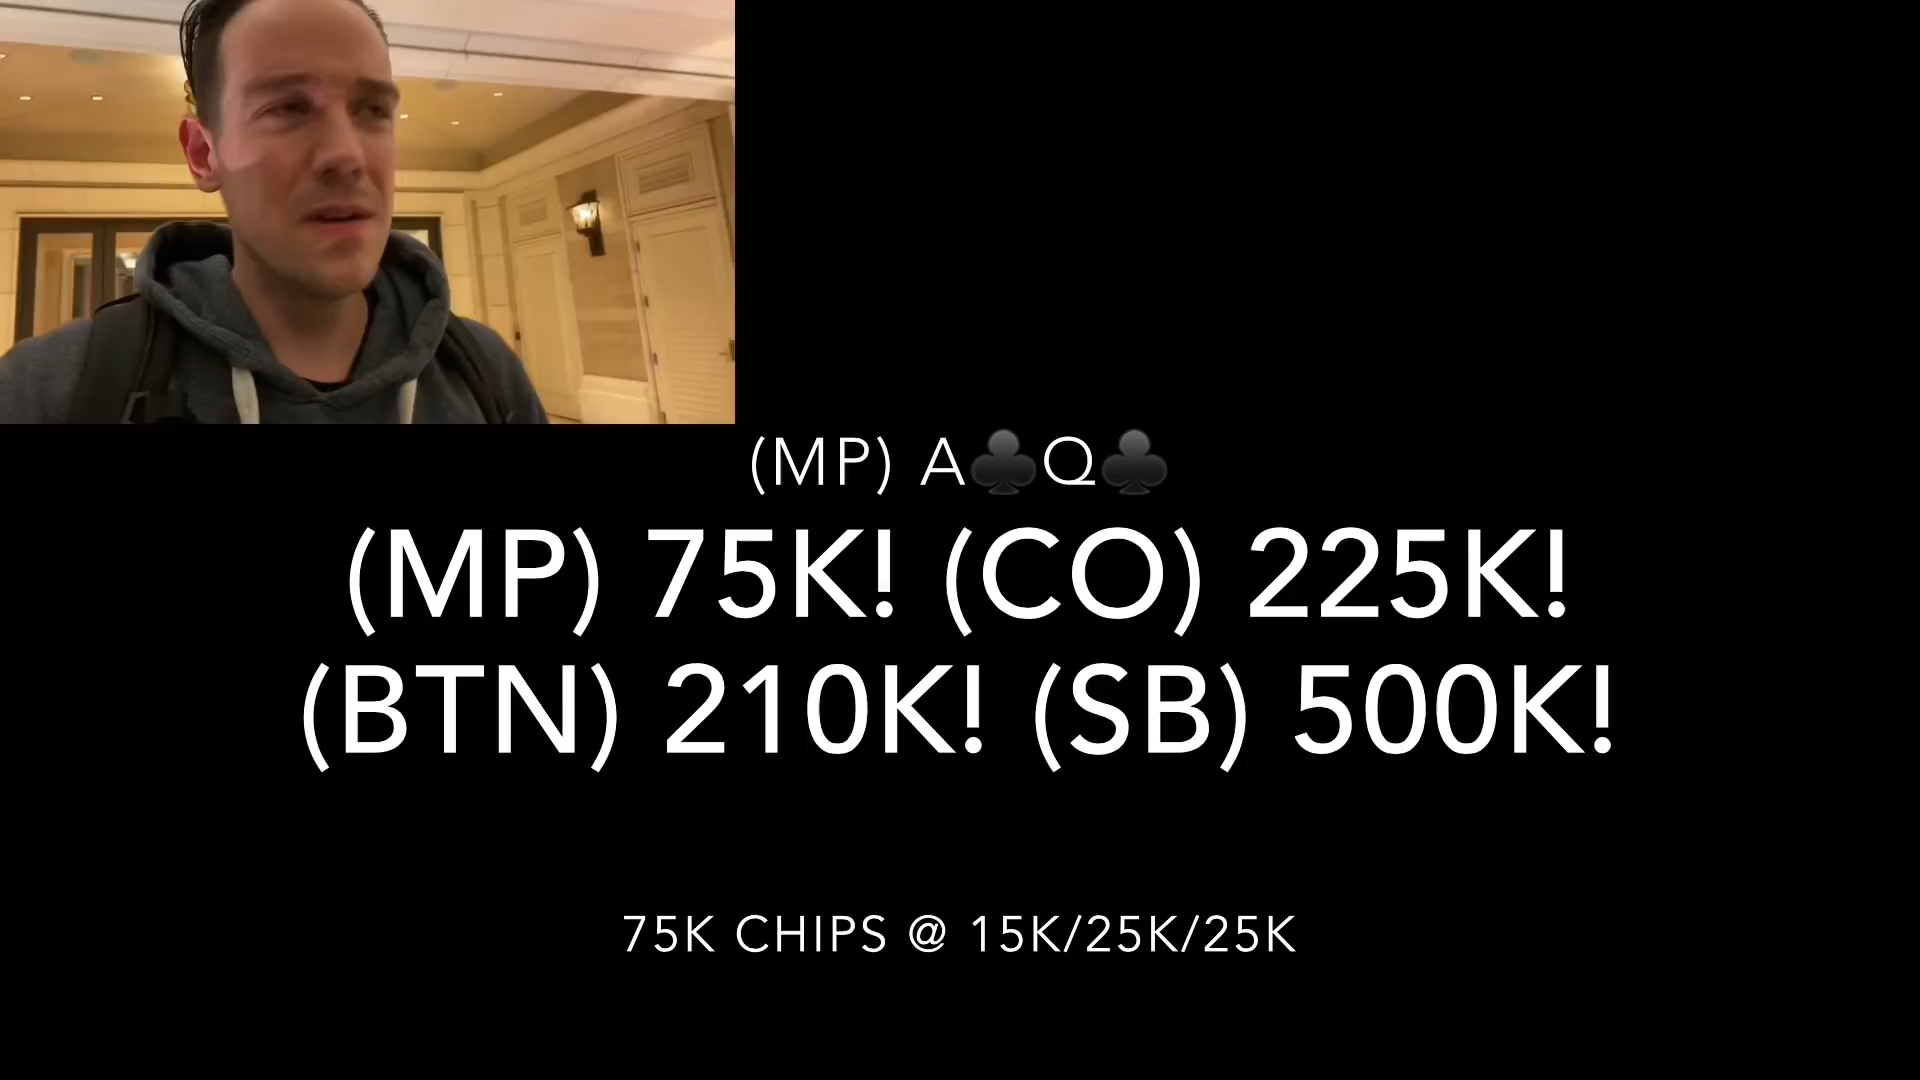 (MP) A♣Q♣
(MP) 75K! (CO) 225K!
(BTN) 210K! (SB) 500K!
75K CHIPS @ 15K/25K/25K